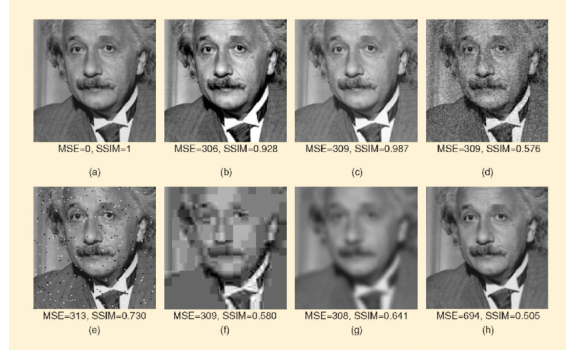 MSE=0, SSIM=1
MSE=306, SSIM=0.928
MSE=309, SSIM=0.987
MSE=309, SSIM=0.576
(a)
(b)
(c)
(d)
MSE=313, SSIM=0.730
MSE=309, SSIM=0.580
MSE=308, SSIM=0.641
MSE=694, SSIM=0.505
(e)
(f)
(g)
(h)